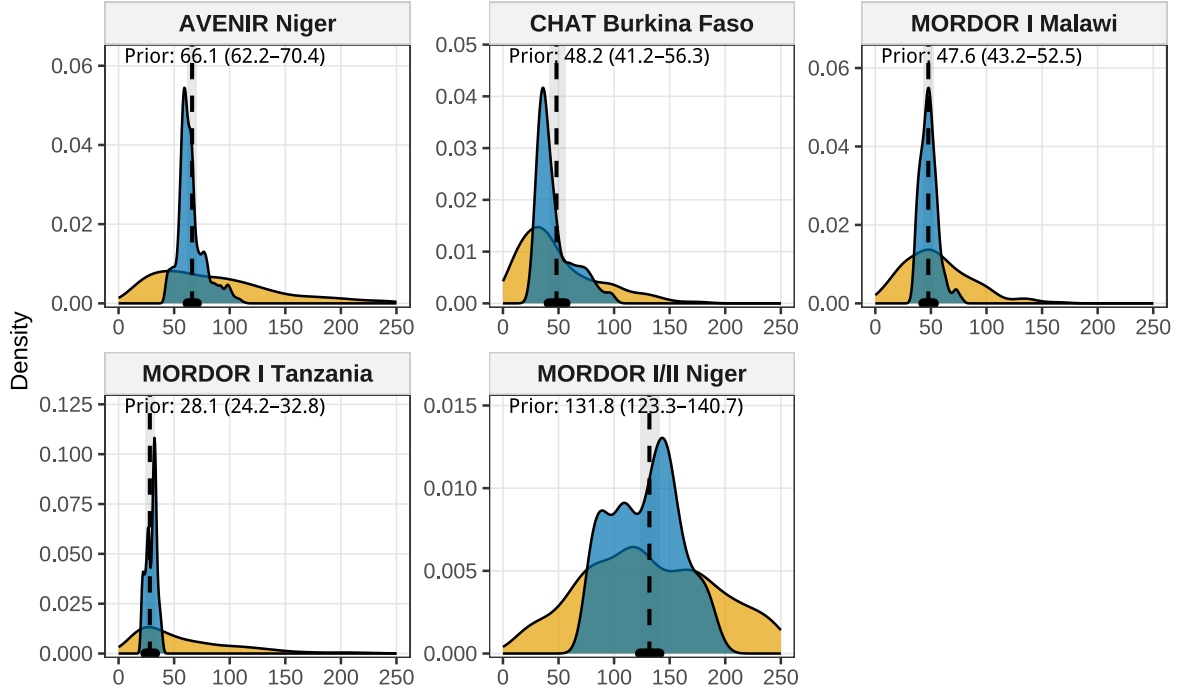 AVENIR Niger
CHAT Burkina Faso
MORDOR I Malawi
Prior: 66.1 (62.2–70.4)
Prior: 48.2 (41.2–56.3)
Prior: 47.6 (43.2–52.5)
0.06
0.04
0.02
0.00
0.05
0.04
0.03
0.02
0.01
0.00
0.06
0.04
0.02
0.00
0 50 100 150 200 250
0 50 100 150 200 250
0 50 100 150 200 250
Density
MORDOR I Tanzania
MORDOR I/II Niger
Prior: 28.1 (24.2–32.8)
Prior: 131.8 (123.3–140.7)
0.125
0.100
0.075
0.050
0.025
0.000
0.015
0.010
0.005
0.000
0 50 100 150 200 250
0 50 100 150 200 250